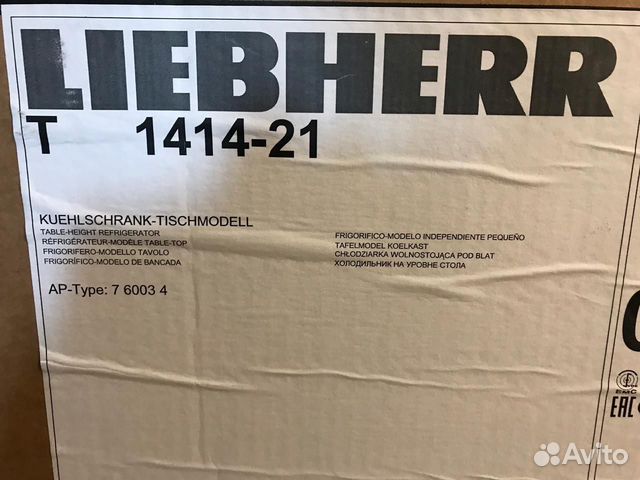 LIEBHERR
T 1414-21
KUEHLSCHRANK-TISCHMODELL
TABLE-HEIGHT REFRIGERATOR
RÉFRIGÉRATEUR-MODÈLE TABLE-TOP
FRIGORIFERO-MODELLO TAVOLO
FRIGORÍFICO-MODELO DE BANCADA
FRIGORIFICO-MODELO INDEPENDIENTE PEQUEÑO
TAFELMODEL KOELKAST
CHŁODZIARKA WOLNOSTOJĄCA POD BLAT
ХОЛОДИЛЬНИК НА УРОВНЕ СТОЛА
AP-Type: 7 6003 4
EMC
EAC
Avito